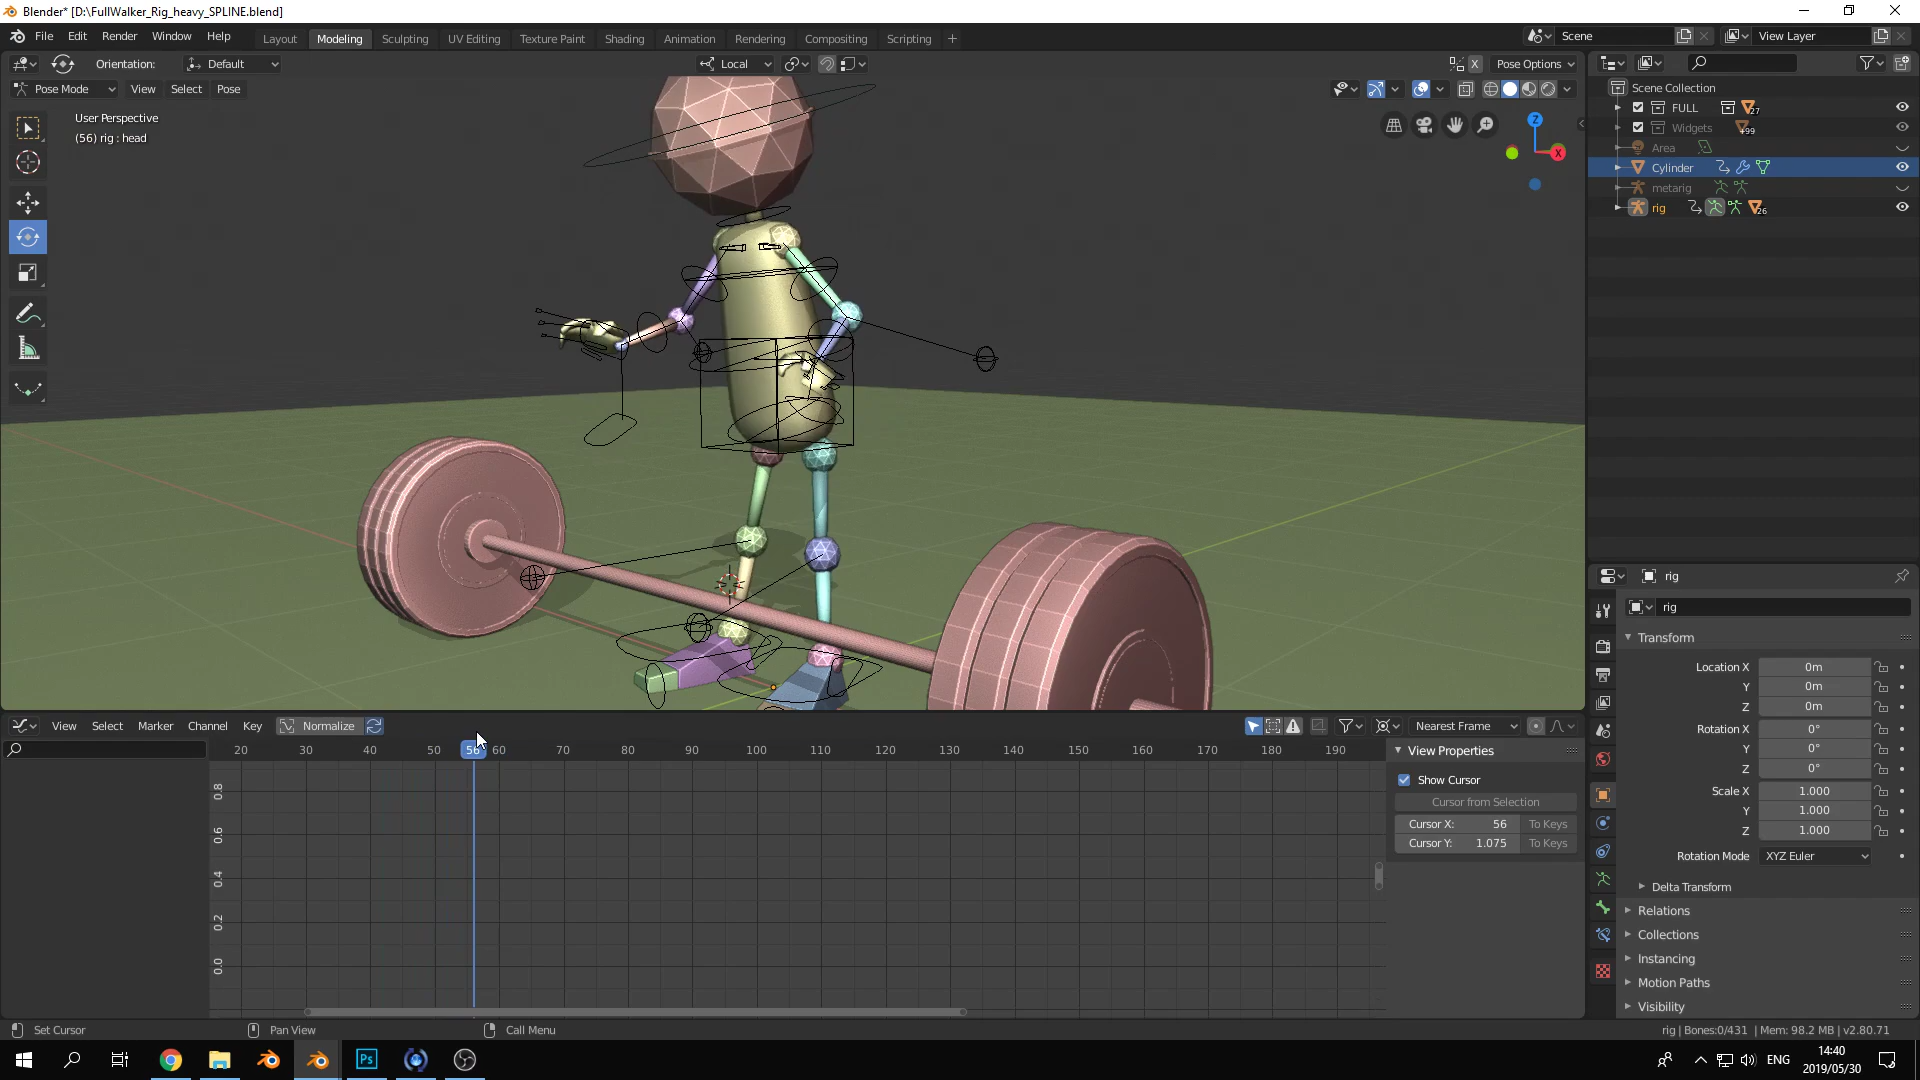 Blender* [D:\FullWalker_Rig_heavy_SPLINE.blend]
File Edit Render Window Help Layout Modeling Sculpting UV Editing Texture Paint Shading Animation Rendering Compositing Scripting + Scene View Layer
Orientation: Default Local X Pose Options
Pose Mode View Select Pose
User Perspective
(56) rig : head
Z
X
Scene Collection
FULL 27
Widgets +99
Area
Cylinder
metarig
rig 26
rig
rig
Transform
Location X 0m
Y 0m
Z 0m
Rotation X 0°
Y 0°
Z 0°
Scale X 1.000
Y 1.000
Z 1.000
Rotation Mode XYZ Euler
Delta Transform
Relations
Collections
Instancing
Motion Paths
Visibility
View Select Marker Channel Key Normalize Nearest Frame
20 30 40 50 56 60 70 80 90 100 110 120 130 140 150 160 170 180 190
0.8
0.6
0.4
0.2
0.0
View Properties
Show Cursor
Cursor from Selection
Cursor X: 56 To Keys
Cursor Y: 1.075 To Keys
Set Cursor Pan View Call Menu rig | Bones:0/431 | Mem: 98.2 MB | v2.80.71
Ps ENG
14:40
2019/05/30